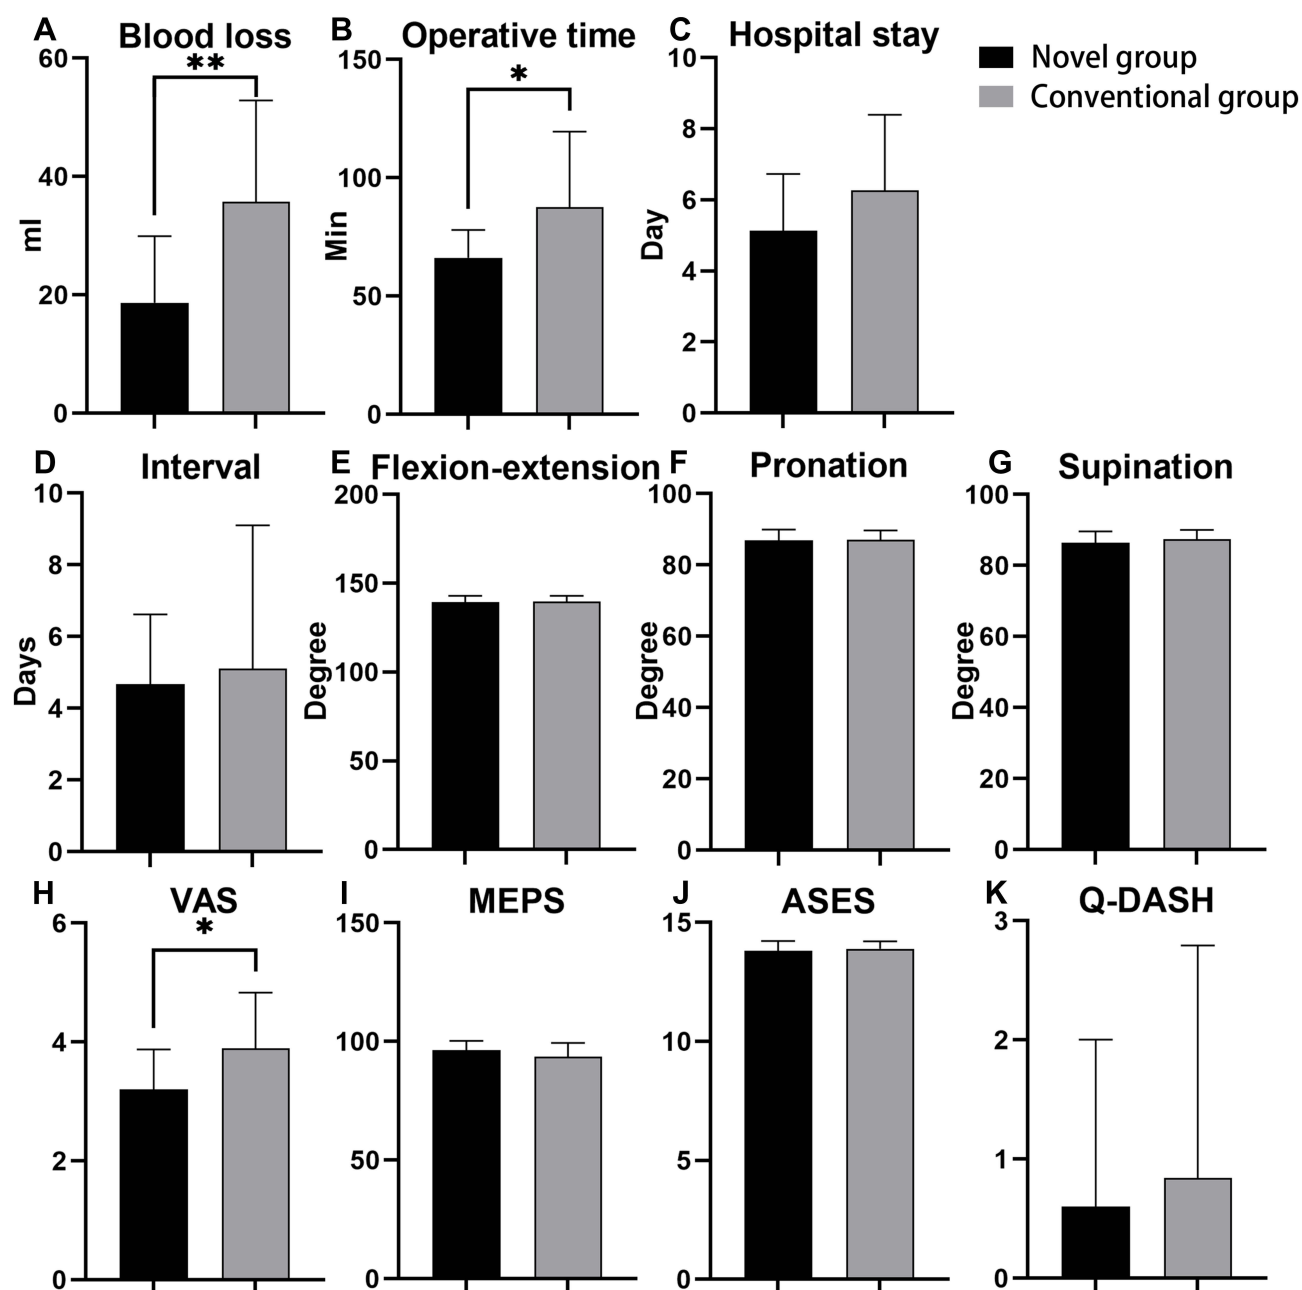 A Blood loss
**
60
40
20
0
ml
B Operative time
*
150
100
50
0
Min
C Hospital stay
10
8
6
4
2
0
Day
Novel group
Conventional group
D Interval
10
8
6
4
2
0
Days
E Flexion-extension
200
150
100
50
0
Degree
F Pronation
100
80
60
40
20
0
Degree
G Supination
100
80
60
40
20
0
Degree
H VAS
*
6
4
2
0
I MEPS
150
100
50
0
J ASES
15
10
5
0
K Q-DASH
3
2
1
0